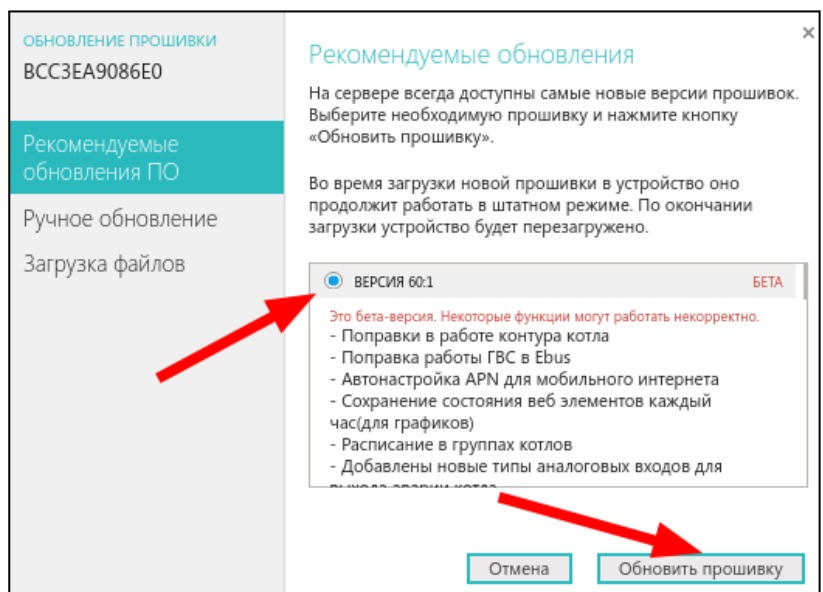 ОБНОВЛЕНИЕ ПРОШИВКИ
BCC3EA9086E0
Рекомендуемые
обновления ПО
Ручное обновление
Загрузка файлов
×
Рекомендуемые обновления
На сервере всегда доступны самые новые версии прошивок.
Выберите необходимую прошивку и нажмите кнопку
«Обновить прошивку».
Во время загрузки новой прошивки в устройство оно
продолжит работать в штатном режиме. По окончании
загрузки устройство будет перезагружено.
ВЕРСИЯ 60:1 БЕТА
Это бета-версия. Некоторые функции могут работать некорректно.
- Поправки в работе контура котла
- Поправка работы ГВС в Ebus
- Автонастройка APN для мобильного интернета
- Сохранение состояния веб элементов каждый
час(для графиков)
- Расписание в группах котлов
- Добавлены новые типы аналоговых входов для
выхода аварии котла
Отмена
Обновить прошивку